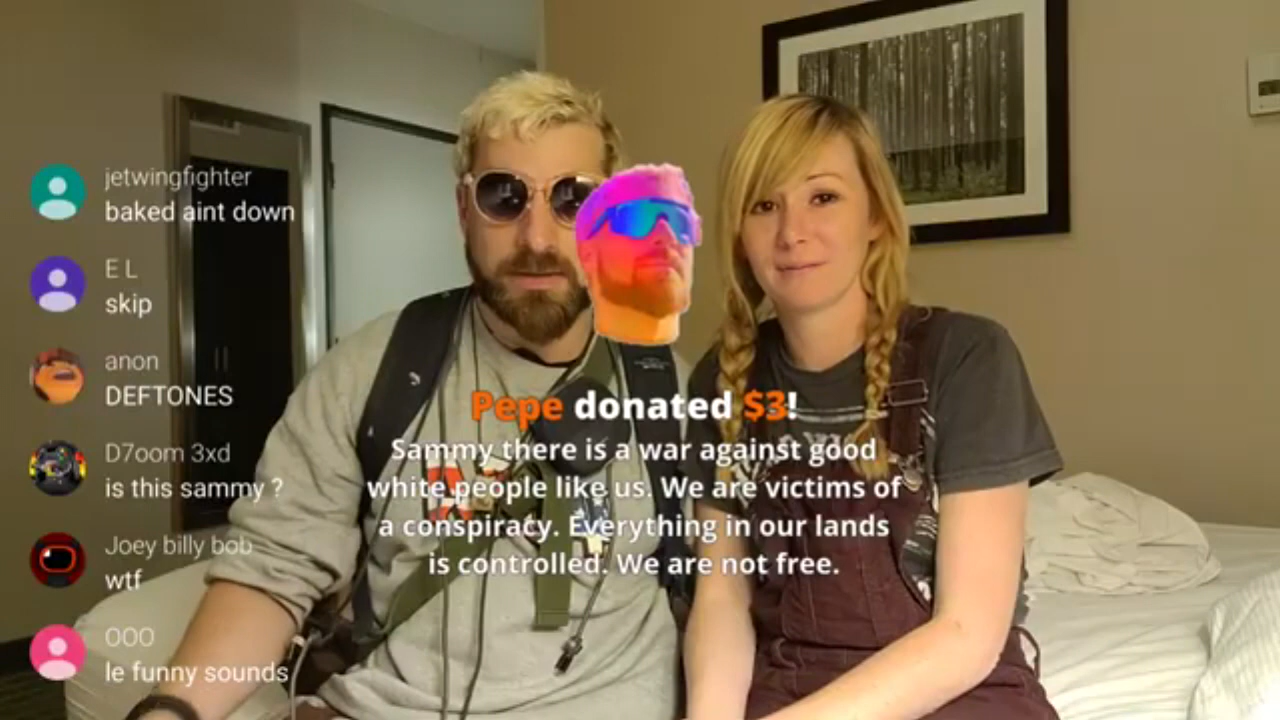 jetwingfighter
baked aint down
E L
skip
anon
DEFTONES
D7oom 3xd
is this sammy ?
Joey billy bob
wtf
OOO
le funny sounds
Pepe donated $3!
Sammy there is a war against good
white people like us. We are victims of
a conspiracy. Everything in our lands
is controlled. We are not free.